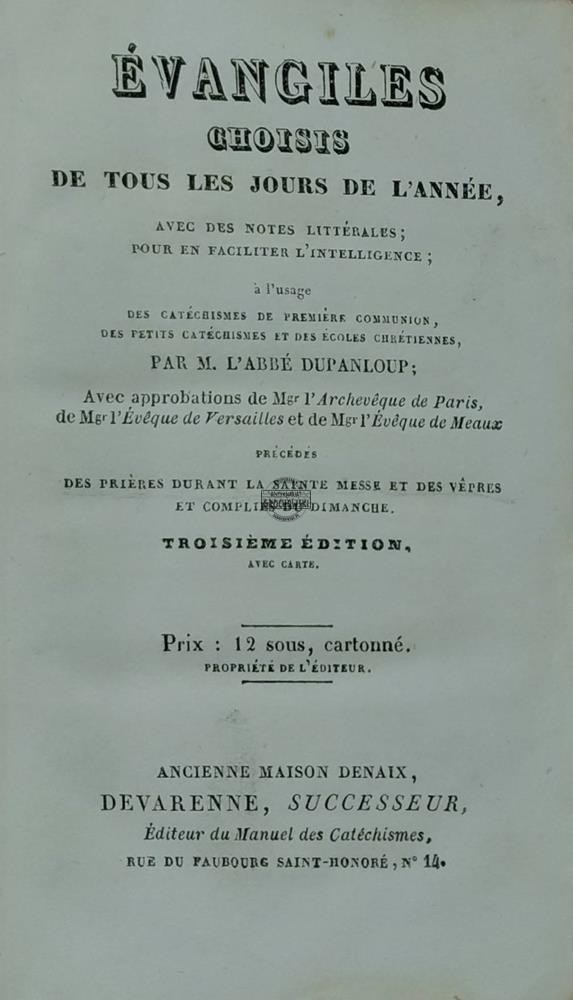 ÉVANGILES
CHOISIS
DE TOUS LES JOURS DE L'ANNÉE,
AVEC DES NOTES LITTÉRALES;
POUR EN FACILITER L'INTELLIGENCE;
à l'usage
DES CATÉCHISMES DE PREMIÈRE COMMUNION,
DES PETITS CATÉCHISMES ET DES ÉCOLES CHRÉTIENNES,
PAR M. L'ABBÉ DUPANLOUP;
Avec approbations de Mgr l'Archevêque de Paris,
de Mgr l'Évêque de Versailles et de Mgr l'Évêque de Meaux
PRÉCÉDÉS
DES PRIÈRES DURANT LA SAINTE MESSE ET DES VÊPRES
ET COMPLIES DU DIMANCHE.
TROISIÈME ÉDITION,
AVEC CARTE.
Prix : 12 sous, cartonné.
PROPRIÉTÉ DE L'ÉDITEUR.
ANCIENNE MAISON DENAIX,
DEVARENNE, SUCCESSEUR,
Éditeur du Manuel des Catéchismes,
RUE DU FAUBOURG SAINT-HONORÉ, N° 14.